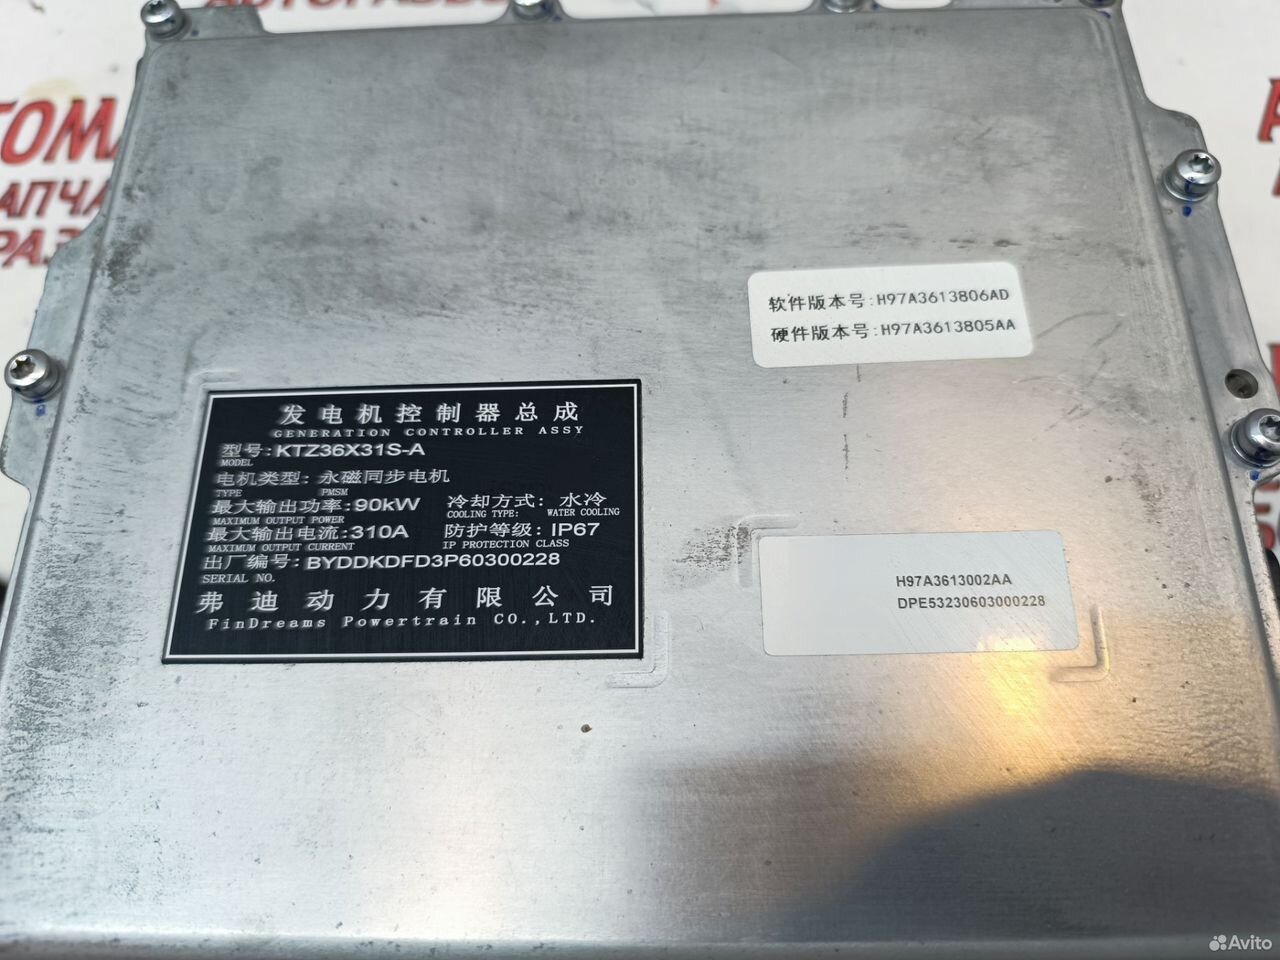 软件版本号:H97A3613806AD
硬件版本号:H97A3613805AA
发电机控制器总成
GENERATION CONTROLLER ASSY
型号:KTZ36X31S-A
MODEL
电机类型: 永磁同步电机
TYPE PMSM
最大输出功率:90kW 冷却方式: 水冷
MAXIMUM OUTPUT POWER COOLING TYPE: WATER COOLING
最大输出电流:310A 防护等级: IP67
MAXIMUM OUTPUT CURRENT IP PROTECTION CLASS
出厂编号: BYDDKDFD3P60300228
SERIAL NO.
弗迪动力有限公司
FinDreams Powertrain CO.,LTD.
H97A3613002AA
DPE53230603000228
Avito